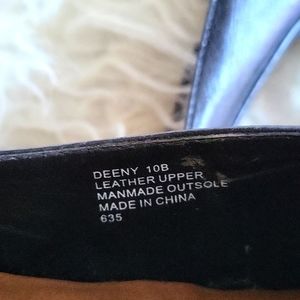 DEENY 10B
LEATHER UPPER
MANMADE OUTSOLE
MADE IN CHINA
635